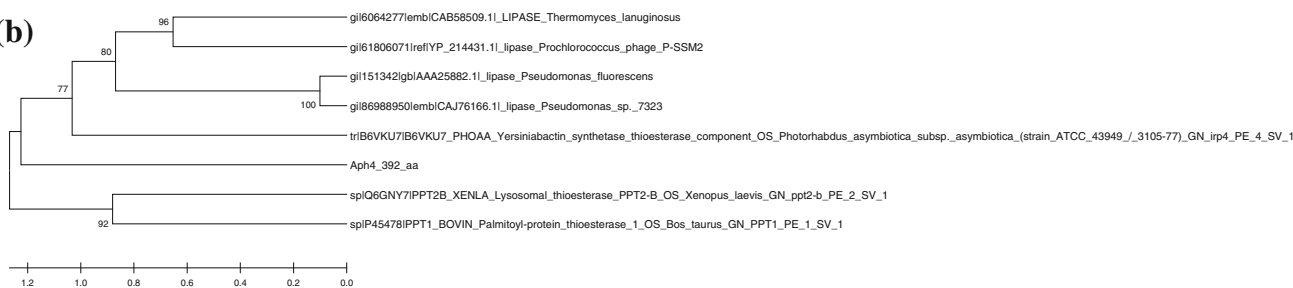 (b)
96
gi|6064277|emb|CAB58509.1|_LIPASE_Thermomyces_lanuginosus
gi|61806071|ref|YP_214431.1|_lipase_Prochlorococcus_phage_P-SSM2
80
gi|151342|gb|AAA25882.1|_lipase_Pseudomonas_fluorescens
77
100
gi|86988950|emb|CAJ76166.1|_lipase_Pseudomonas_sp._7323
tr|B6VKU7|B6VKU7_PHOAA_Yersiniabactin_synthetase_thioesterase_component_OS_Photorhabdus_asymbiotica_subsp._asymbiotica_(strain_ATCC_43949_/_3105-77)_GN_irp4_PE_4_SV_1
Aph4_392_aa
sp|Q6GNY7|PPT2B_XENLA_Lysosomal_thioesterase_PPT2-B_OS_Xenopus_laevis_GN_ppt2-b_PE_2_SV_1
92
sp|P45478|PPT1_BOVIN_Palmitoyl-protein_thioesterase_1_OS_Bos_taurus_GN_PPT1_PE_1_SV_1
1.2 1.0 0.8 0.6 0.4 0.2 0.0